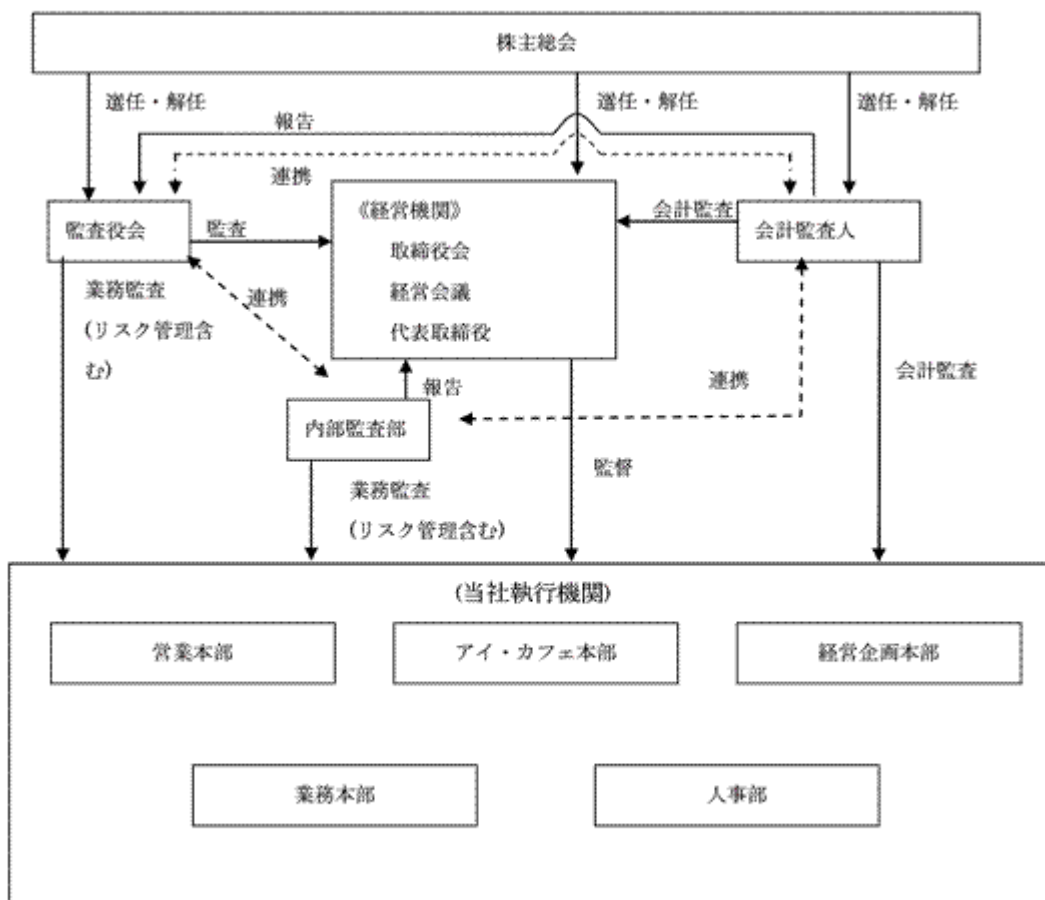 株主総会
選任・解任
選任・解任
選任・解任
報告
連携
監査役会
監査
《経営機関》
取締役会
経営会議
代表取締役
会計監査
会計監査人
業務監査
(リスク管理含
む)
連携
報告
連携
会計監査
内部監査部
監督
業務監査
(リスク管理含む)
(当社執行機関)
営業本部
アイ・カフェ本部
経営企画本部
業務本部
人事部